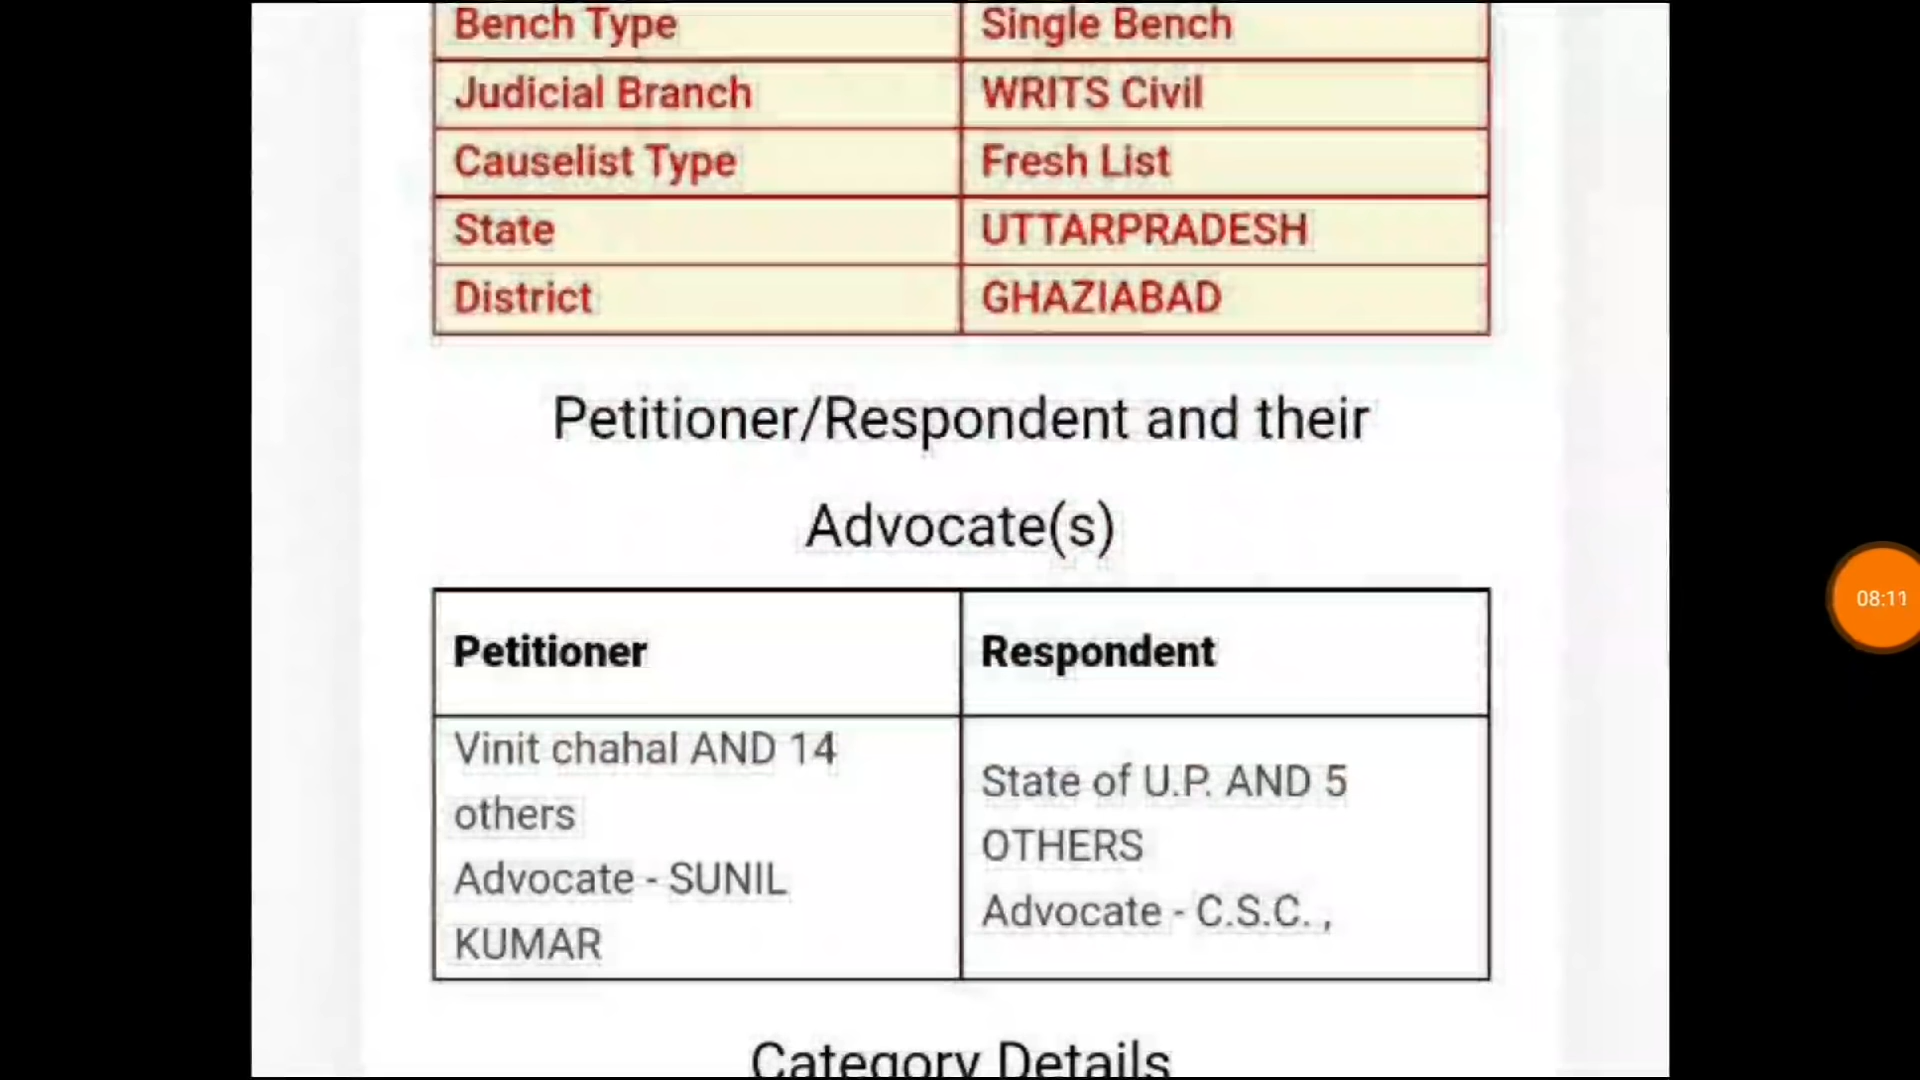 Bench Type Single Bench
Judicial Branch WRITS Civil
Causelist Type Fresh List
State UTTARPRADESH
District GHAZIABAD
Petitioner/Respondent and their
Advocate(s)
Petitioner Respondent
Vinit chahal AND 14
others
Advocate - SUNIL
KUMAR
State of U.P. AND 5
OTHERS
Advocate - C.S.C. ,
Category Details
08:11